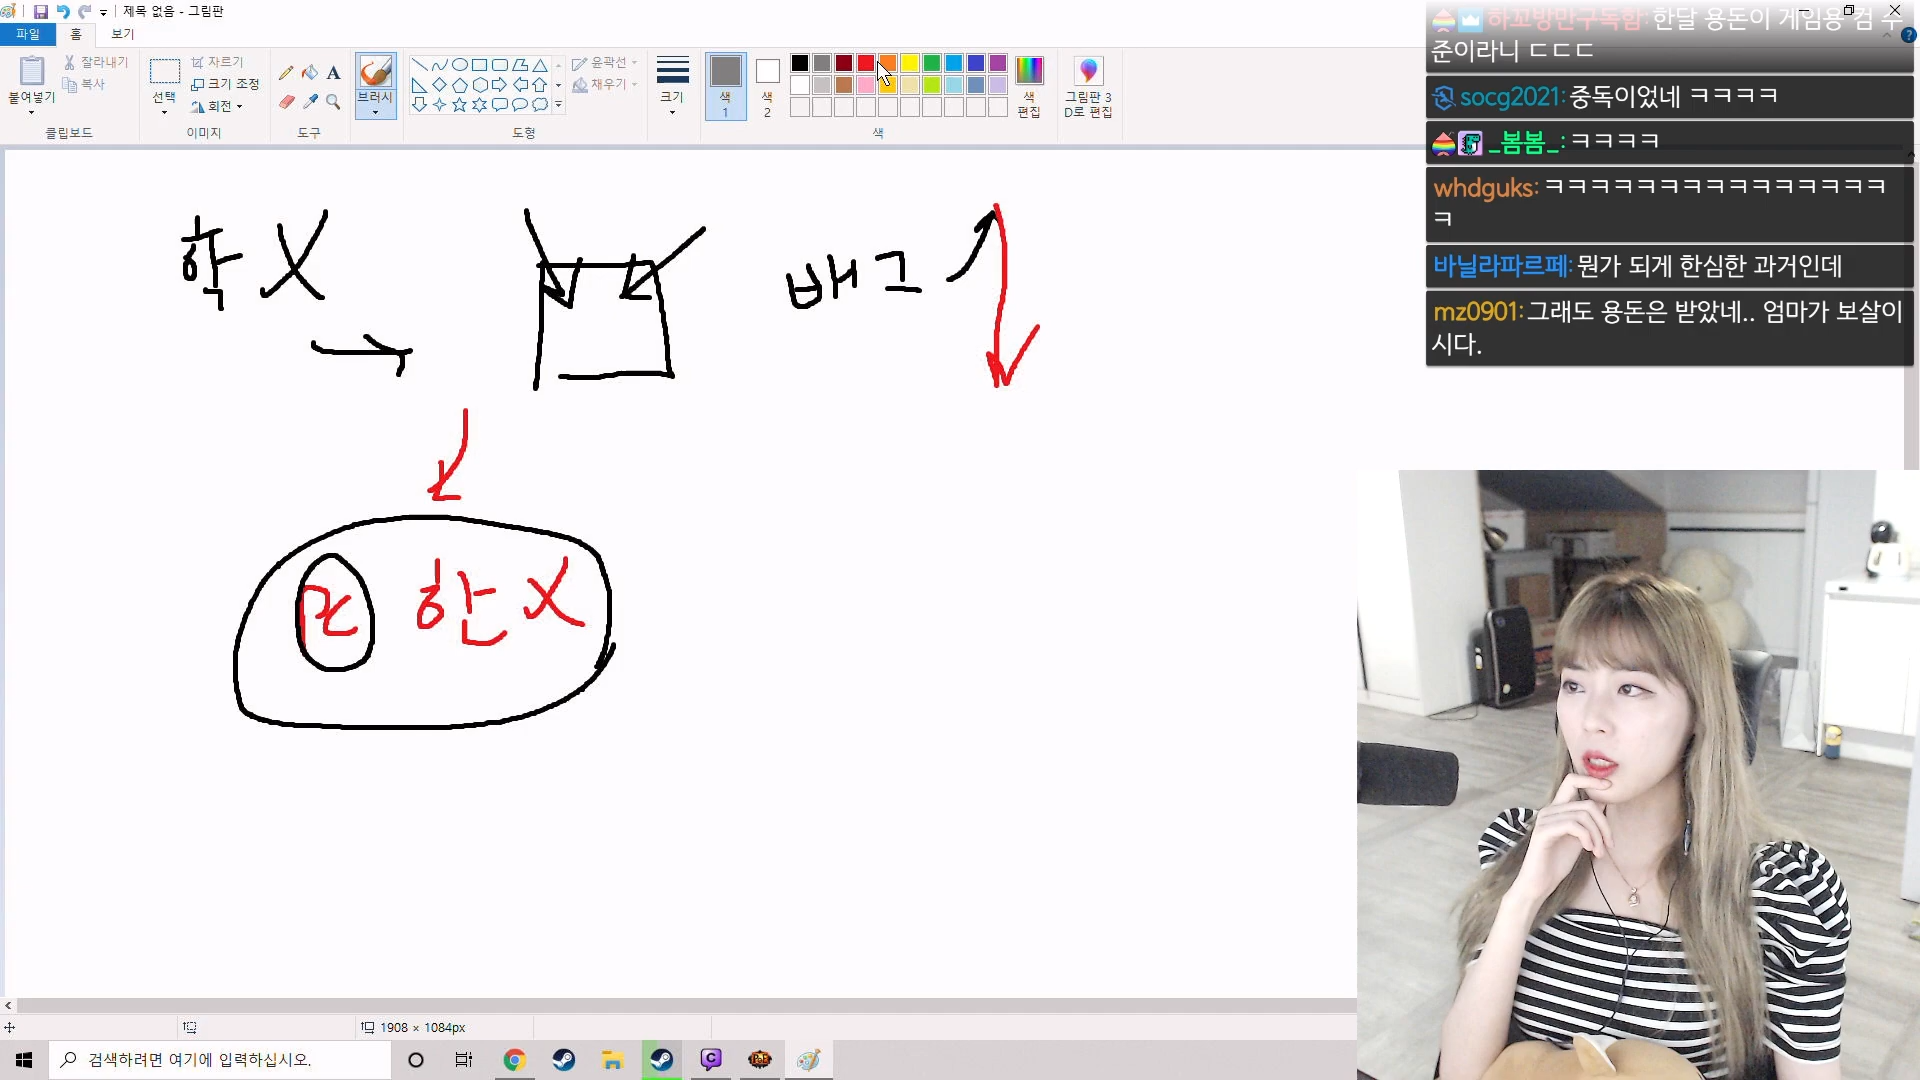 제목 없음 - 그림판
파일
홈
보기
붙여넣기
잘라내기
복사
클립보드
선택
자르기
크기 조정
회전
이미지
도구
브러시
윤곽선
채우기
도형
크기
색
1
색
2
색
편집
색
그림판 3
D로 편집
하꼬방만구독함: 한달 용돈이 게임용 검 수
준이라니 ㄷㄷㄷ
socg2021: 중독이었네 ㅋㅋㅋㅋ
_봄봄_: ㅋㅋㅋㅋ
whdguks: ㅋㅋㅋㅋㅋㅋㅋㅋㅋㅋㅋㅋㅋㅋㅋ
ㅋ
바닐라파르페: 뭔가 되게 한심한 과거인데
mz0901: 그래도 용돈은 받았네.. 엄마가 보살이
시다.
학 X
배그
한 X
1908 × 1084px
검색하려면 여기에 입력하십시오.